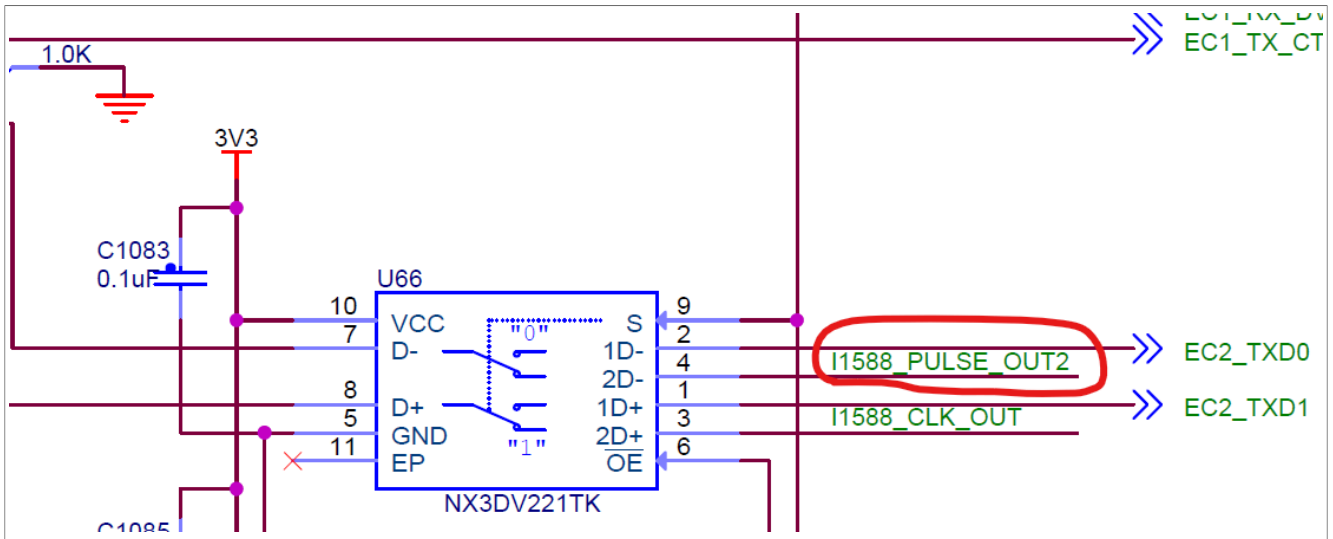 EC1_TX_CT
1.0K
3V3
C1083
0.1uF
U66
10
VCC
7
D-
8
D+
5
GND
11
EP
"0"
"1"
S
9
1D-
2
2D-
4
1D+
1
2D+
3
OE
6
I1588_PULSE_OUT2
EC2_TXD0
I1588_CLK_OUT
EC2_TXD1
NX3DV221TK
C1085